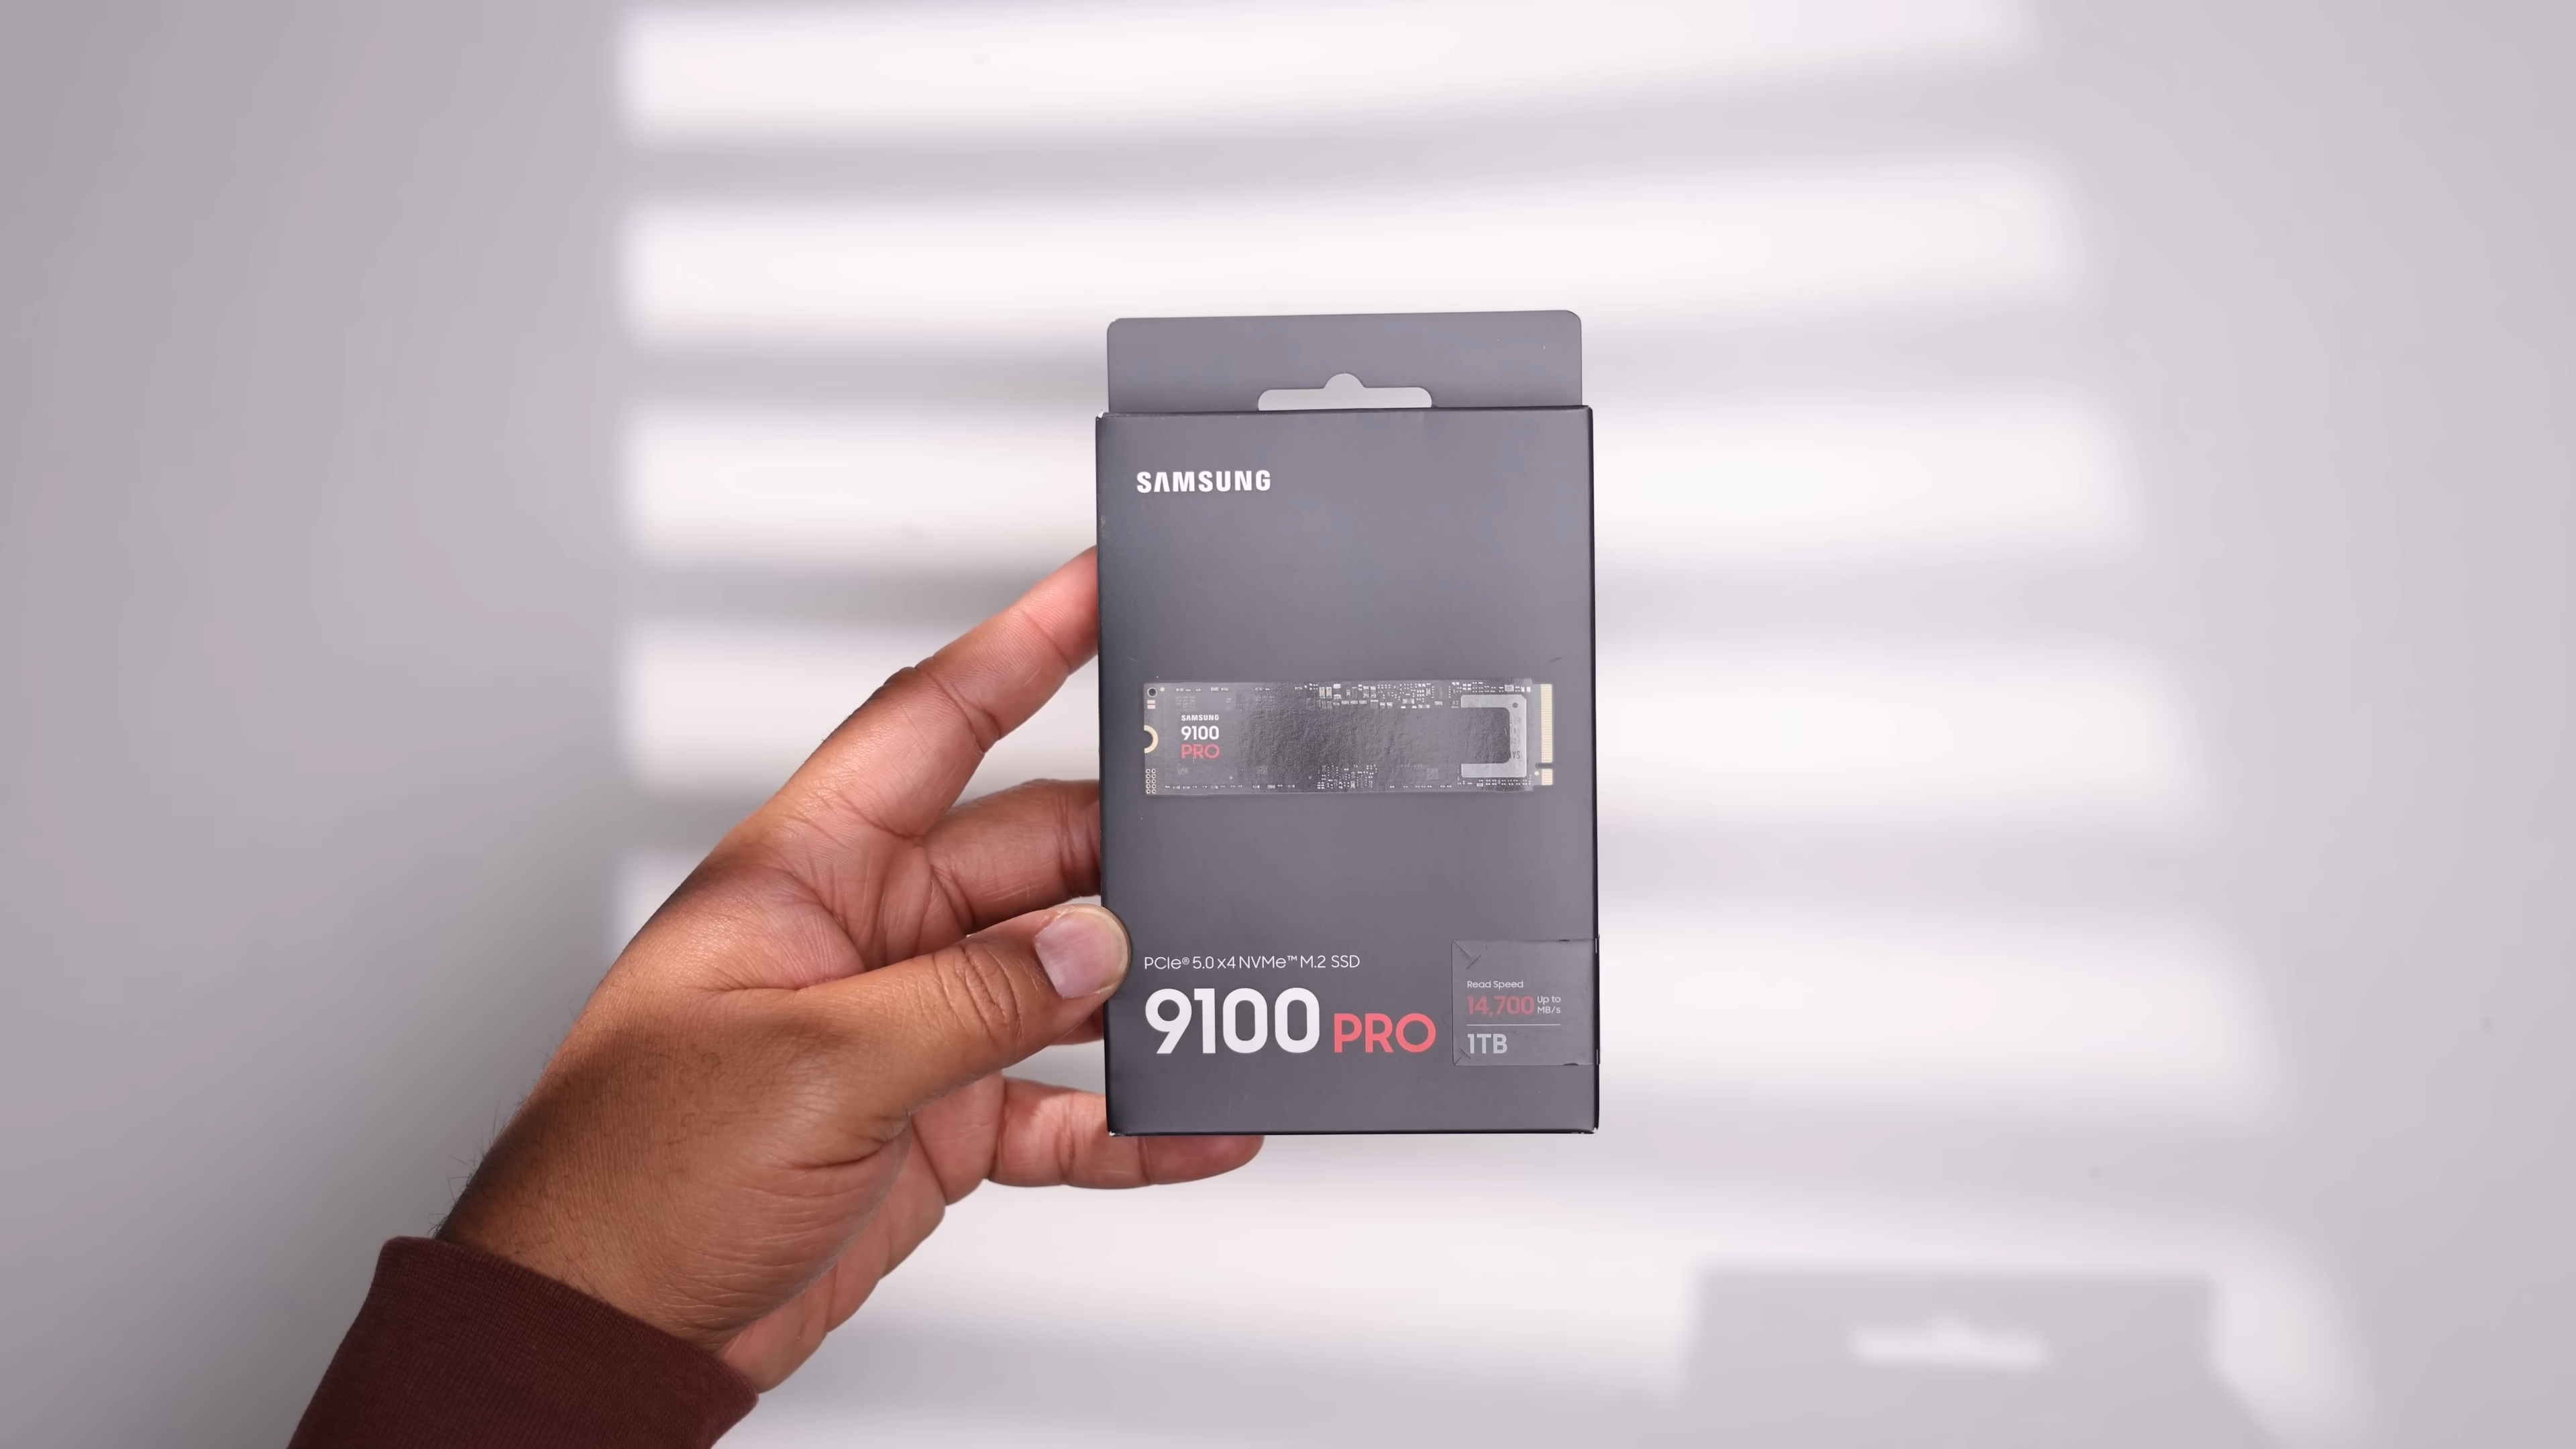 SAMSUNG
SAMSUNG
9100
PRO
PCIe® 5.0 x4 NVMe™ M.2 SSD
9100 PRO
Read Speed
14,700 Up to MB/s
1TB